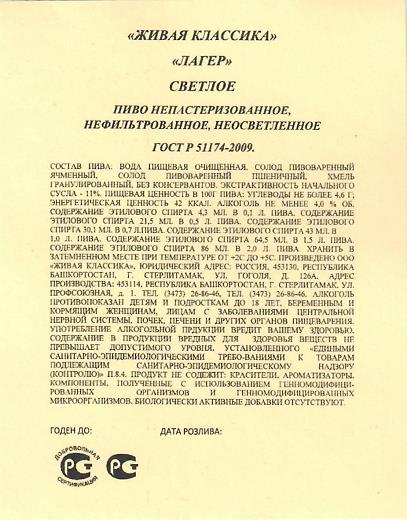 «ЖИВАЯ КЛАССИКА»
«ЛАГЕР»
СВЕТЛОЕ
ПИВО НЕПАСТЕРИЗОВАННОЕ,
НЕФИЛЬТРОВАННОЕ, НЕОСВЕТЛЕННОЕ
ГОСТ Р 51174-2009.
СОСТАВ ПИВА: ВОДА ПИЩЕВАЯ ОЧИЩЕННАЯ, СОЛОД ПИВОВАРЕННЫЙ
ЯЧМЕННЫЙ, СОЛОД ПИВОВАРЕННЫЙ ПШЕНИЧНЫЙ, ХМЕЛЬ
ГРАНУЛИРОВАННЫЙ, БЕЗ КОНСЕРВАНТОВ. ЭКСТРАКТИВНОСТЬ НАЧАЛЬНОГО
СУСЛА - 11%. ПИЩЕВАЯ ЦЕННОСТЬ В 100Г ПИВА: УГЛЕВОДЫ НЕ БОЛЕЕ 4,6 Г;
ЭНЕРГЕТИЧЕСКАЯ ЦЕННОСТЬ 42 ККАЛ. АЛКОГОЛЬ НЕ МЕНЕЕ 4,0 % ОБ.
СОДЕРЖАНИЕ ЭТИЛОВОГО СПИРТА 4,3 МЛ. В 0,1 Л. ПИВА. СОДЕРЖАНИЕ
ЭТИЛОВОГО СПИРТА 21,5 МЛ. В 0,5 Л. ПИВА. СОДЕРЖАНИЕ ЭТИЛОВОГО
СПИРТА 30,1 МЛ. В 0,7 Л.ПИВА. СОДЕРЖАНИЕ ЭТИЛОВОГО СПИРТА 43 МЛ. В
1,0 Л. ПИВА. СОДЕРЖАНИЕ ЭТИЛОВОГО СПИРТА 64,5 МЛ В 1,5 Л. ПИВА.
СОДЕРЖАНИЕ ЭТИЛОВОГО СПИРТА 86 МЛ. В 2,0 Л. ПИВА ХРАНИТЬ В
ЗАТЕМНЕННОМ МЕСТЕ ПРИ ТЕМПЕРАТУРЕ ОТ +2С ДО +5С. ПРОИЗВЕДЕНО ООО
«ЖИВАЯ КЛАССИКА», ЮРИДИЧЕСКИЙ АДРЕС: РОССИЯ, 453130, РЕСПУБЛИКА
БАШКОРТОСТАН, Г. СТЕРЛИТАМАК, УЛ. ГОГОЛЯ, Д. 126А, АДРЕС
ПРОИЗВОДСТВА: 453114, РЕСПУБЛИКА БАШКОРТОСТАН, Г. СТЕРЛИТАМАК, УЛ.
ПРОФСОЮЗНАЯ, д. 1. ТЕЛ. (3473) 26-86-46, ТЕЛ. (3473) 26-86-46. АЛКОГОЛЬ
ПРОТИВОПОКАЗАН ДЕТЯМ И ПОДРОСТКАМ ДО 18 ЛЕТ, БЕРЕМЕННЫМ И
КОРМЯЩИМ ЖЕНЩИНАМ, ЛИЦАМ С ЗАБОЛЕВАНИЯМИ ЦЕНТРАЛЬНОЙ
НЕРВНОЙ СИСТЕМЫ, ПОЧЕК, ПЕЧЕНИ И ДРУГИХ ОРГАНОВ ПИЩЕВАРЕНИЯ.
УПОТРЕБЛЕНИЕ АЛКОГОЛЬНОЙ ПРДУКЦИИ ВРЕДИТ ВАШЕМУ ЗДОРОВЬЮ.
СОДЕРЖАНИЕ В ПРОДУКЦИИ ВРЕДНЫХ ДЛЯ ЗДОРОВЬЯ ВЕЩЕСТВ НЕ
ПРЕВЫШАЕТ ДОПУСТИМОГО УРОВНЯ, УСТАНОВЛЕННОГО «ЕДИНЫМИ
САНИТАРНО-ЭПИДЕМИОЛОГИЧЕСКИМИ ТРЕБО-ВАНИЯМИ К ТОВАРАМ
ПОДЛЕЖАЩИМ САНИТАРНО-ЭПИДЕМИОЛОГИЧЕСКОМУ НАДЗОРУ
(КОНТРОЛЮ)» П.8.4. ПРОДУКТ НЕ СОДЕЖИТ: КРАСИТЕЛИ, АРОМАТИЗАТОРЫ,
КОМПОНЕНТЫ, ПОЛУЧЕННЫЕ С ИСПОЛЬЗОВАНИЕМ ГЕННОМОДИФИЦИ-
РОВАННЫХ ОРГАНИЗМОВ И ГЕННОМОДИФИЦИРОВАННЫХ
МИКРООРГАНИЗМОВ. БИОЛОГИЧЕСКИ АКТИВНЫЕ ДОБАВКИ ОТСУТСТВУЮТ.
ГОДЕН ДО: ДАТА РОЗЛИВА:
ДОБРОВОЛЬНАЯ
СЕРТИФИКАЦИЯ